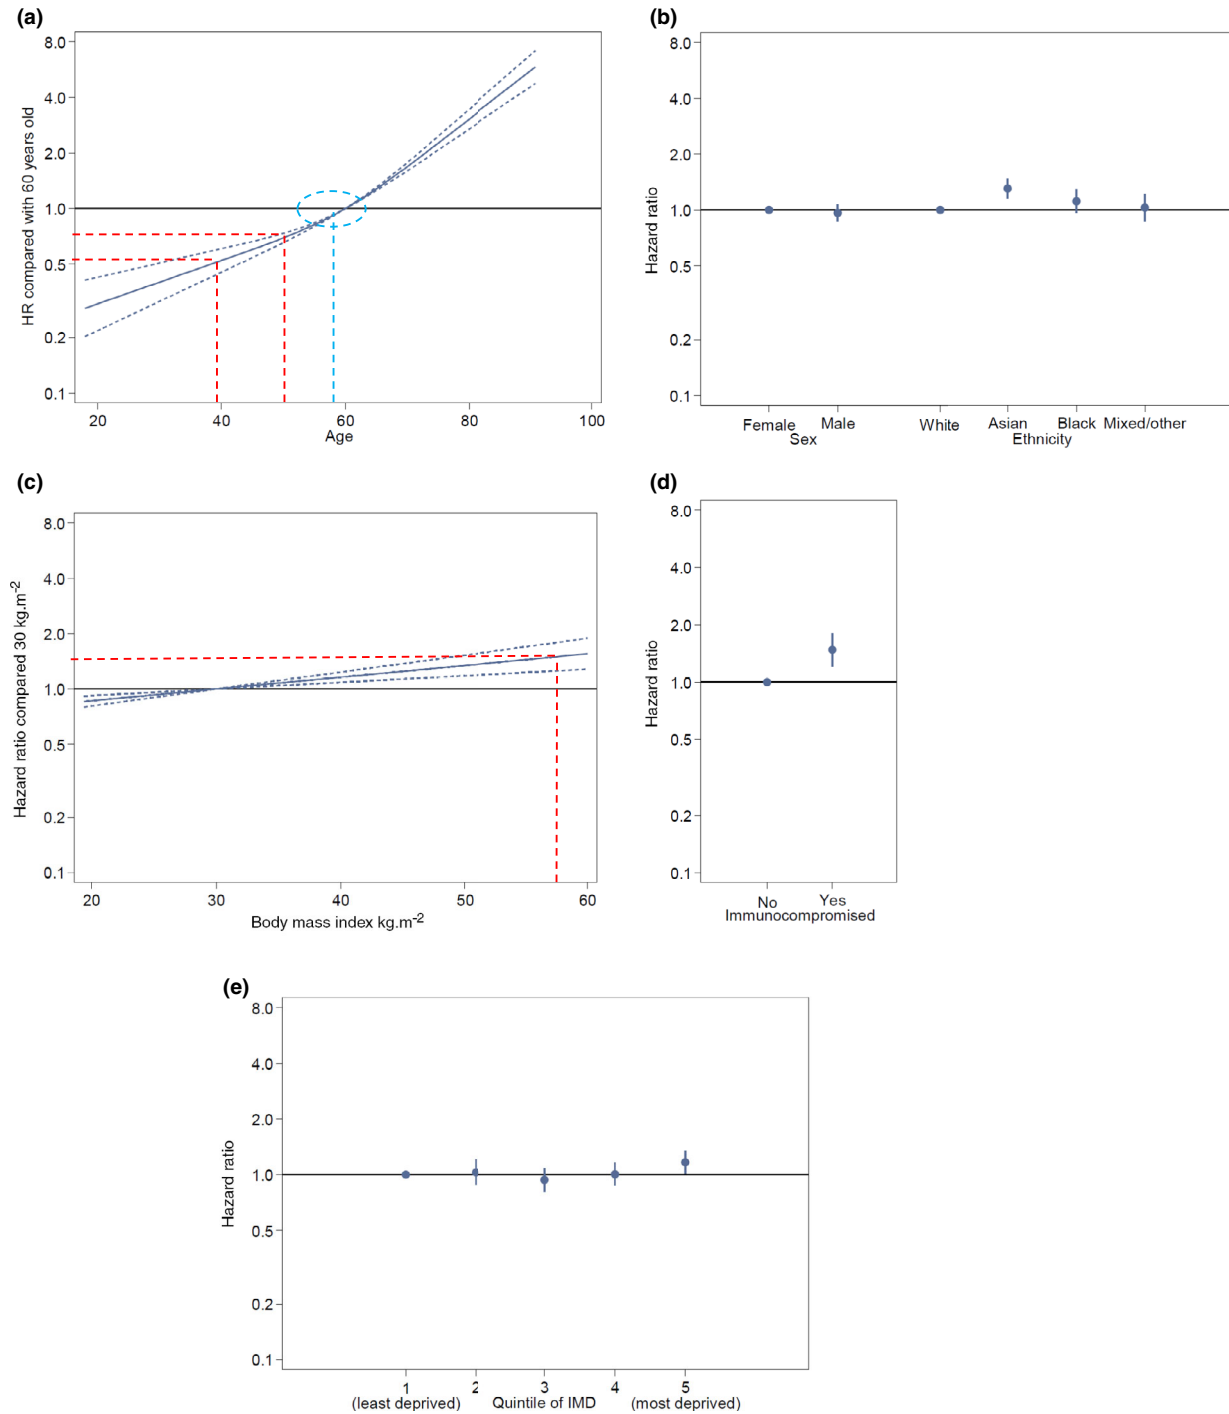 (a)
HR compared with 60 years old
8.0
4.0
2.0
1.0
0.5
0.2
0.1
20 40 60 80 100
Age
(b)
Hazard ratio
8.0
4.0
2.0
1.0
0.5
0.2
0.1
Female Male White Asian Black Mixed/other
Sex Ethnicity
(c)
Hazard ratio compared 30 kg.m-2
8.0
4.0
2.0
1.0
0.5
0.2
0.1
20 30 40 50 60
Body mass index kg.m-2
(d)
Hazard ratio
8.0
4.0
2.0
1.0
0.5
0.2
0.1
No Yes
Immunocompromised
(e)
Hazard ratio
8.0
4.0
2.0
1.0
0.5
0.2
0.1
1 2 3 4 5
(least deprived) Quintile of IMD (most deprived)